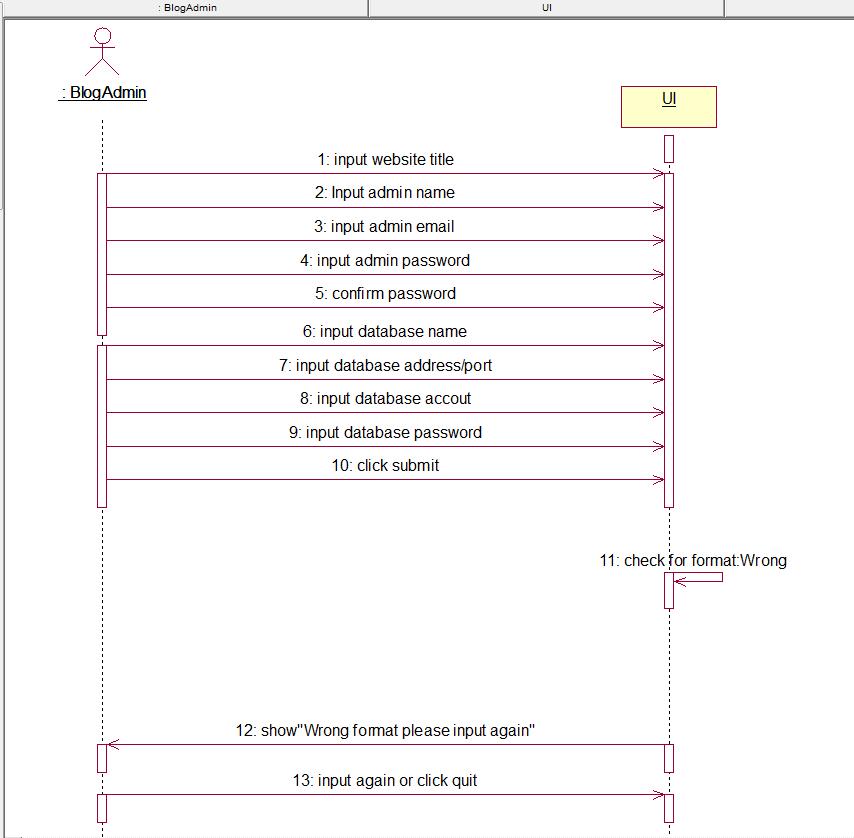 : BlogAdmin
UI
: BlogAdmin
UI
1: input website title
2: Input admin name
3: input admin email
4: input admin password
5: confirm password
6: input database name
7: input database address/port
8: input database accout
9: input database password
10: click submit
11: check for format:Wrong
12: show"Wrong format please input again"
13: input again or click quit